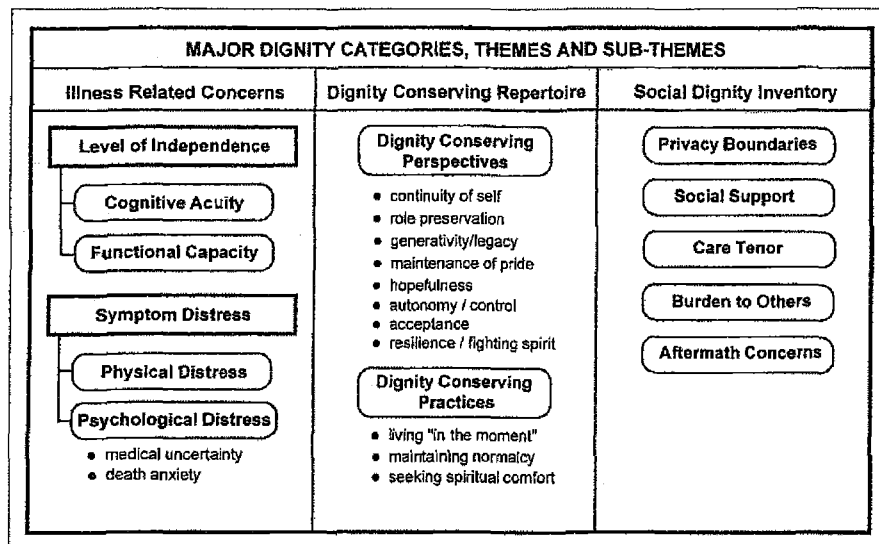 MAJOR DIGNITY CATEGORIES, THEMES AND SUB-THEMES
Illness Related Concerns
Level of Independence
Cognitive Acuity
Functional Capacity
Symptom Distress
Physical Distress
Psychological Distress
• medical uncertainty
• death anxiety
Dignity Conserving Repertoire
Dignity Conserving
Perspectives
• continuity of self
• role preservation
• generativity/legacy
• maintenance of pride
• hopefulness
• autonomy / control
• acceptance
• resilience / fighting spirit
Dignity Conserving
Practices
• living "in the moment"
• maintaining normalcy
• seeking spiritual comfort
Social Dignity Inventory
Privacy Boundaries
Social Support
Care Tenor
Burden to Others
Aftermath Concerns